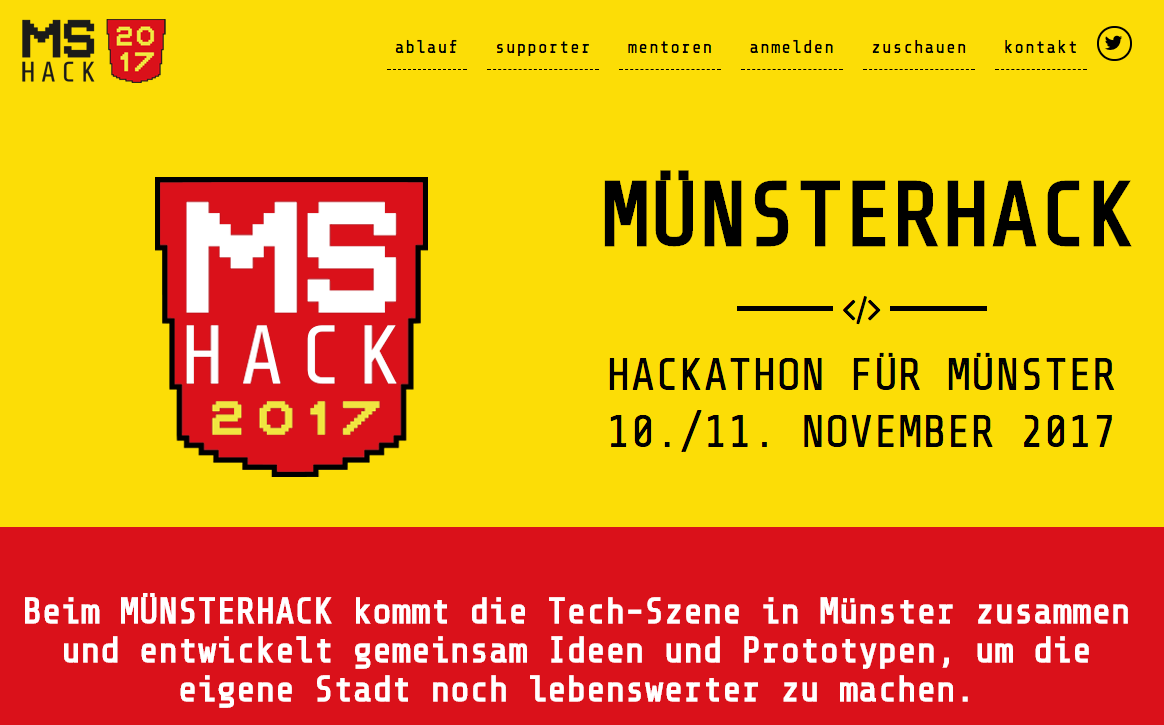 MS
HACK
20
17
ablauf supporter mentoren anmelden zuschauen kontakt
MS
HACK
2017
MÜNSTERHACK
</>
HACKATHON FÜR MÜNSTER
10./11. NOVEMBER 2017
Beim MÜNSTERHACK kommt die Tech-Szene in Münster zusammen
und entwickelt gemeinsam Ideen und Prototypen, um die
eigene Stadt noch lebenswerter zu machen.